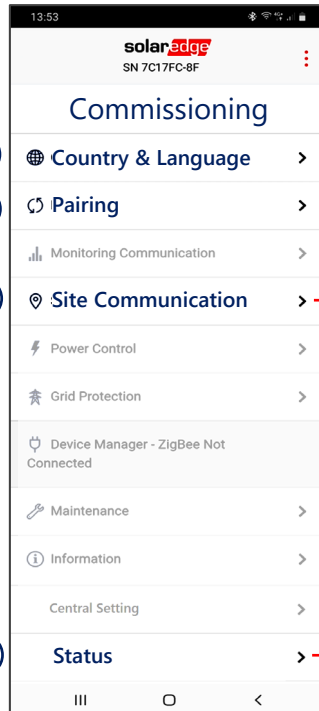 13:53
solaredge
SN 7C17FC-8F
Commissioning
Country & Language
Pairing
Monitoring Communication
Site Communication
Power Control
Grid Protection
Device Manager - ZigBee Not
Connected
Maintenance
Information
Central Setting
Status